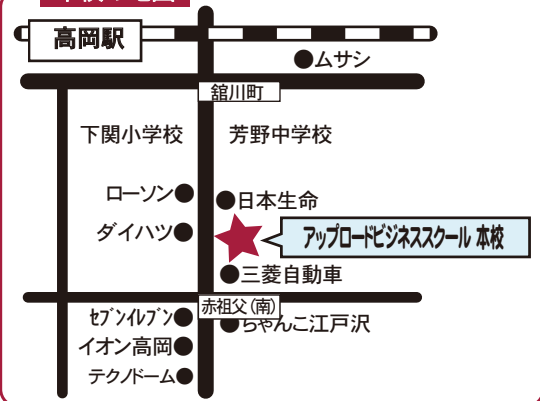 高岡駅
●ムサシ
舘川町
下関小学校
芳野中学校
ローソン●
●日本生命
ダイハツ●
アップロードビジネススクール 本校
●三菱自動車
赤祖父(南)
セブンイレブン●
●ちゃんこ江戸沢
イオン高岡●
テクノドーム●